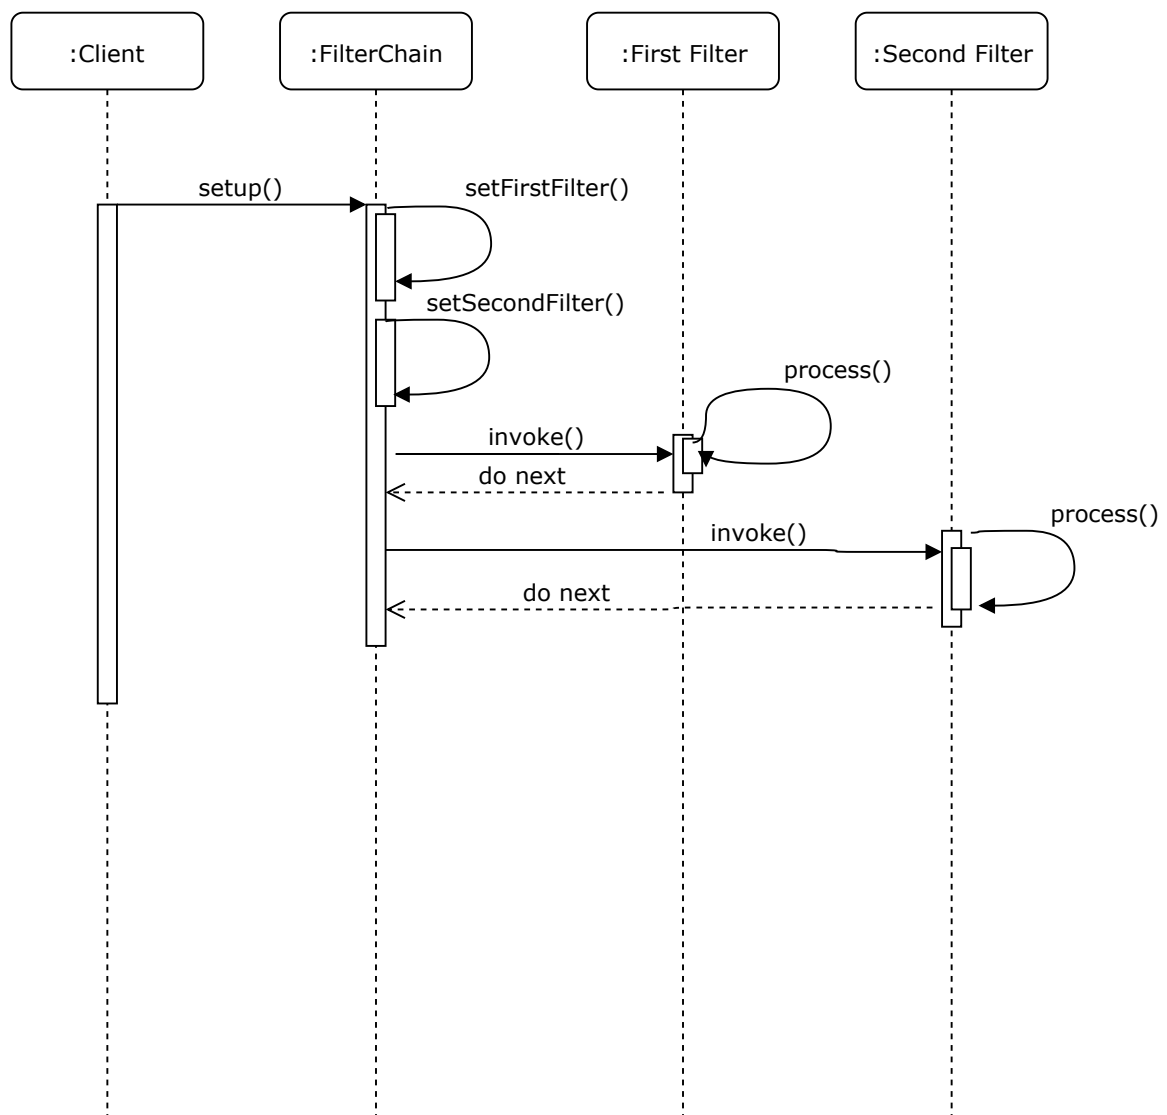 :Client
:FilterChain
:First Filter
:Second Filter
setup()
setFirstFilter()
setSecondFilter()
process()
invoke()
do next
process()
invoke()
do next